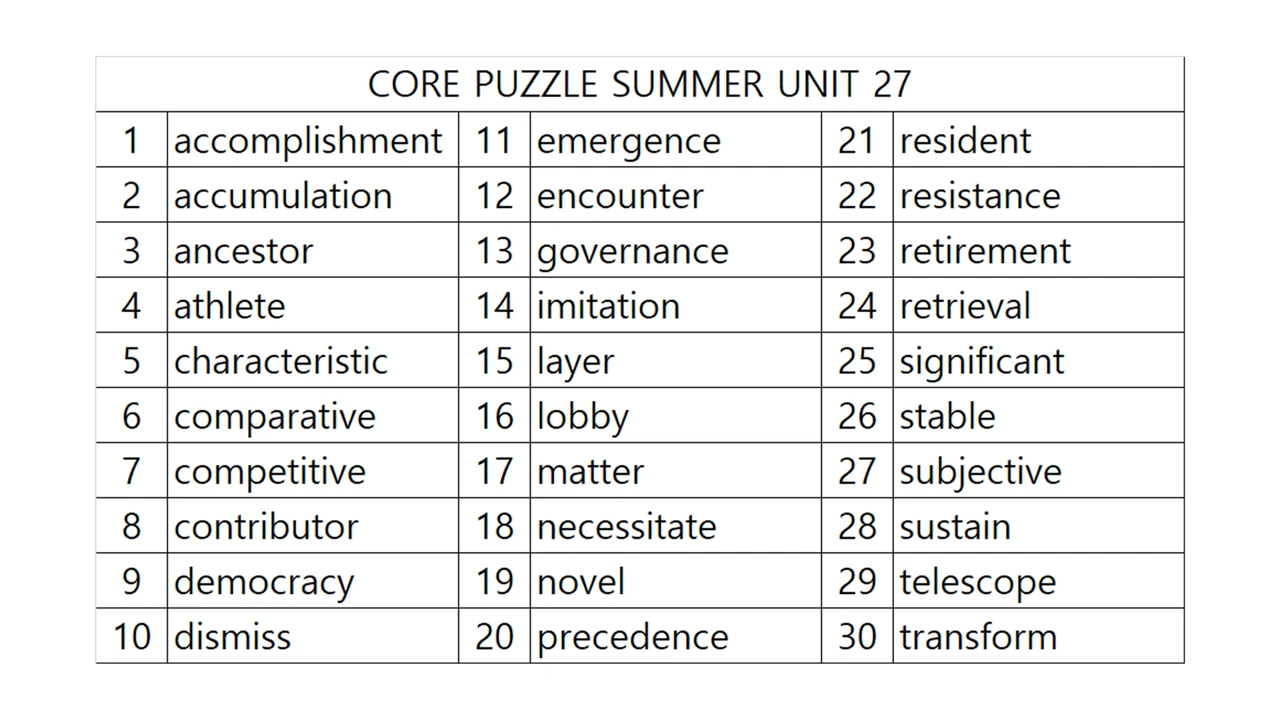 CORE PUZZLE SUMMER UNIT 27
1 accomplishment 11 emergence 21 resident
2 accumulation 12 encounter 22 resistance
3 ancestor 13 governance 23 retirement
4 athlete 14 imitation 24 retrieval
5 characteristic 15 layer 25 significant
6 comparative 16 lobby 26 stable
7 competitive 17 matter 27 subjective
8 contributor 18 necessitate 28 sustain
9 democracy 19 novel 29 telescope
10 dismiss 20 precedence 30 transform